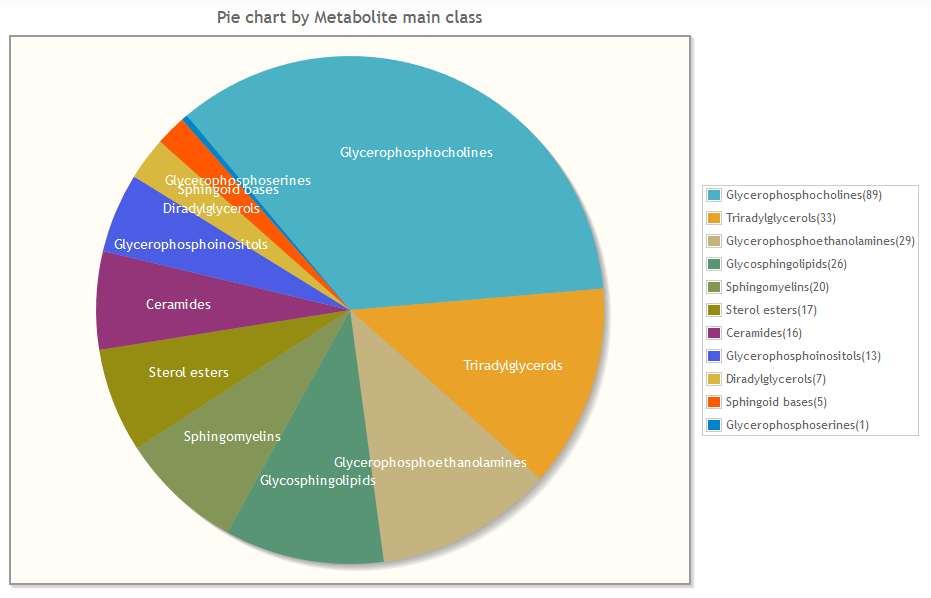 Pie chart by Metabolite main class
Glycerophosphocholines
Glycerophosphoserines
Sphingoid bases
Diradylglycerols
Glycerophosphoinositols
Ceramides
Triradylglycerols
Sterol esters
Sphingomyelins
Glycerophosphoethanolamines
Glycosphingolipids
Glycerophosphocholines(89)
Triradylglycerols(33)
Glycerophosphoethanolamines(29)
Glycosphingolipids(26)
Sphingomyelins(20)
Sterol esters(17)
Ceramides(16)
Glycerophosphoinositols(13)
Diradylglycerols(7)
Sphingoid bases(5)
Glycerophosphoserines(1)